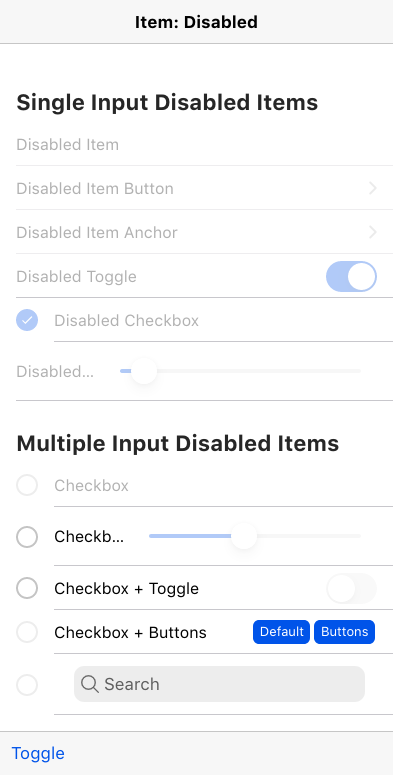 Item: Disabled
Single Input Disabled Items
Disabled Item
Disabled Item Button
Disabled Item Anchor
Disabled Toggle
Disabled Checkbox
Disabled...
Multiple Input Disabled Items
Checkbox
Checkb...
Checkbox + Toggle
Checkbox + Buttons Default Buttons
Search
Toggle